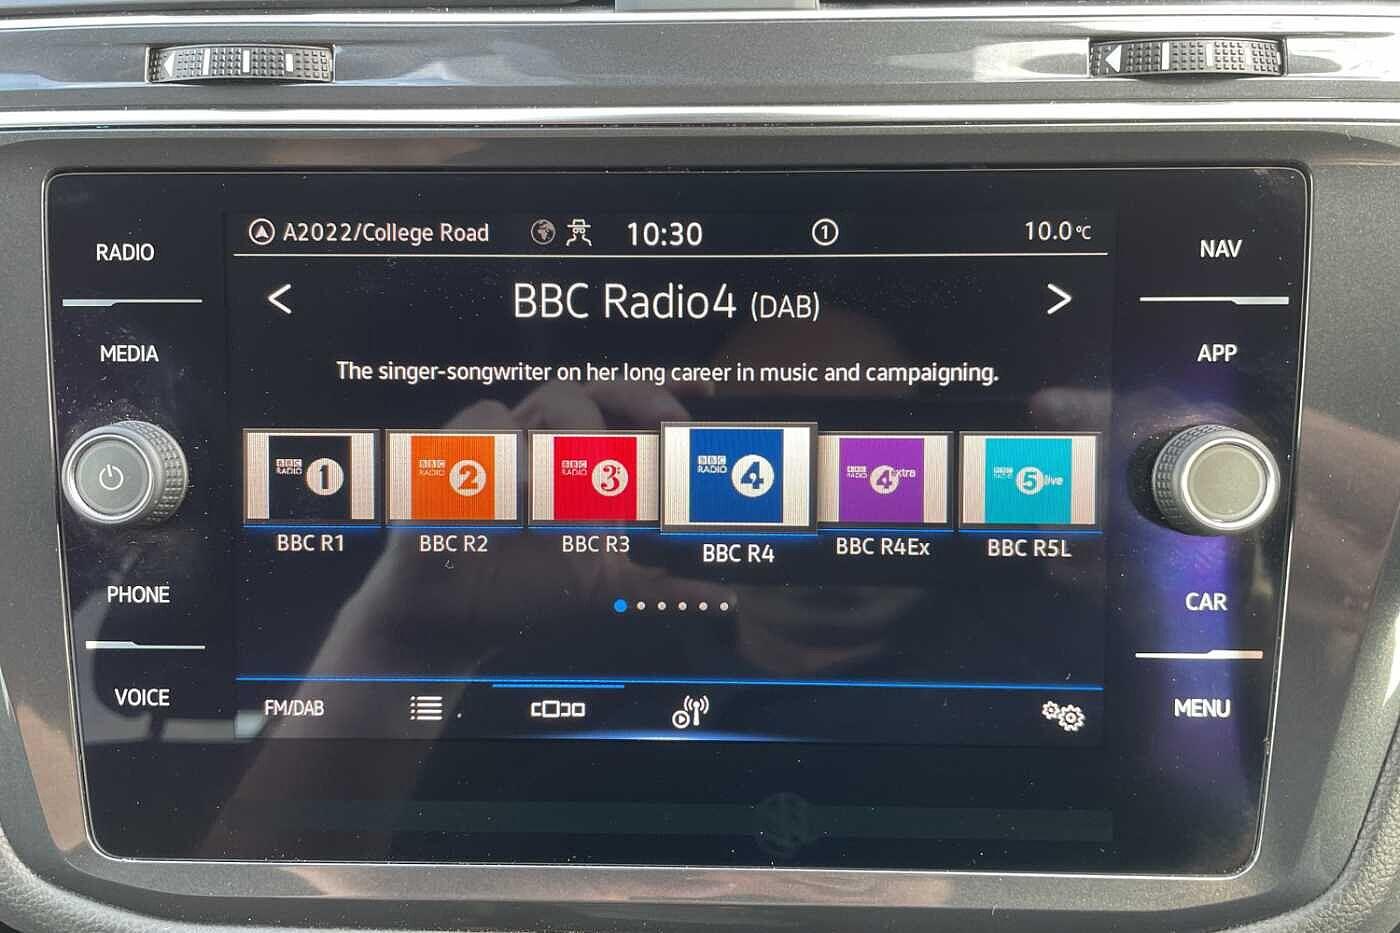 RADIO
MEDIA
PHONE
VOICE
A2022/College Road
10:30
1
10.0°C
BBC Radio4 (DAB)
The singer-songwriter on her long career in music and campaigning.
BBC RADIO 1
BBC RADIO 2
BBC RADIO 3
BBC RADIO 4
BBC RADIO 4 extra
BBC RADIO 5 live
BBC R1
BBC R2
BBC R3
BBC R4
BBC R4Ex
BBC R5L
FM/DAB
NAV
APP
CAR
MENU